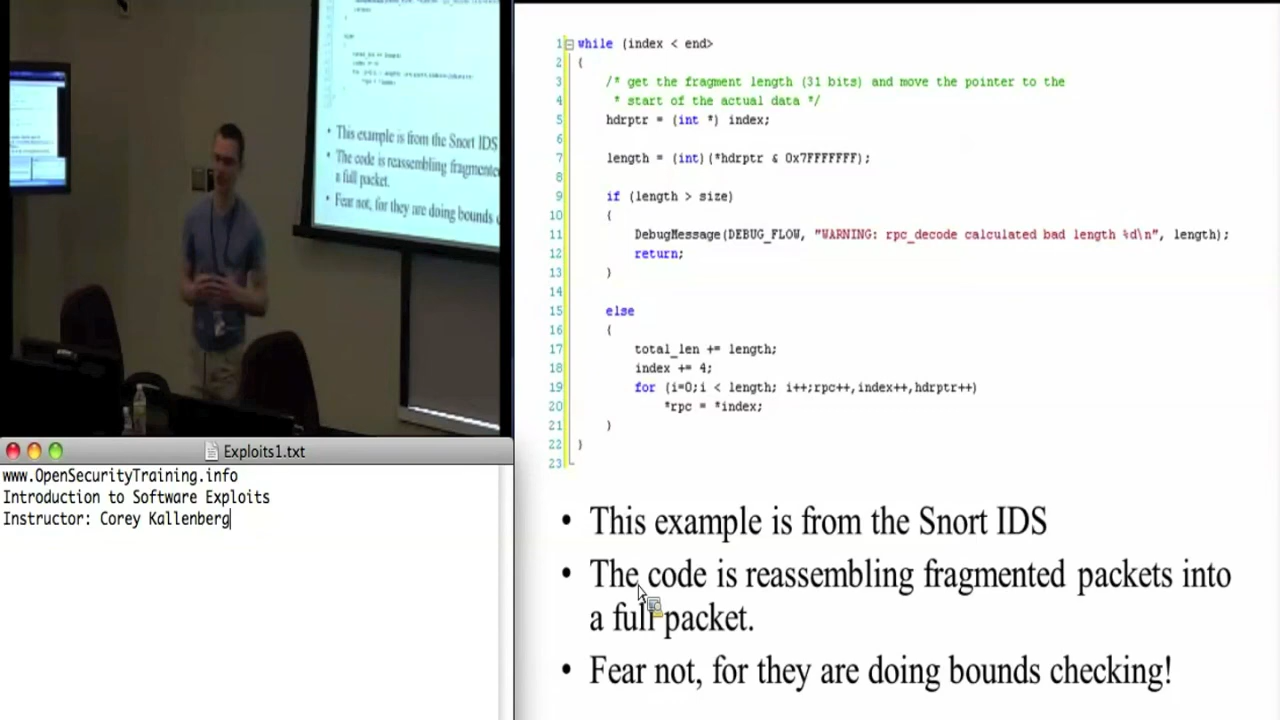 This example is from the Snort IDS
The code is reassembling
a full packet.
Fear not, for they are doing bounds
Exploits1.txt
www.OpenSecurityTraining.info
Introduction to Software Exploits
Instructor: Corey Kallenberg
1 while (index < end>
2 {
3 /* get the fragment length (31 bits) and move the pointer to the
4 * start of the actual data */
5 hdrptr = (int *) index;
6
7 length = (int)(*hdrptr & 0x7FFFFFFF);
8
9 if (length > size)
10 {
11 DebugMessage(DEBUG_FLOW, "WARNING: rpc_decode calculated bad length %d\n", length);
12 return;
13 }
14
15 else
16 {
17 total_len += length;
18 index += 4;
19 for (i=0;i < length; i++;rpc++,index++,hdrptr++)
20 *rpc = *index;
21 }
22 }
23
• This example is from the Snort IDS
• The code is reassembling fragmented packets into
a full packet.
• Fear not, for they are doing bounds checking!